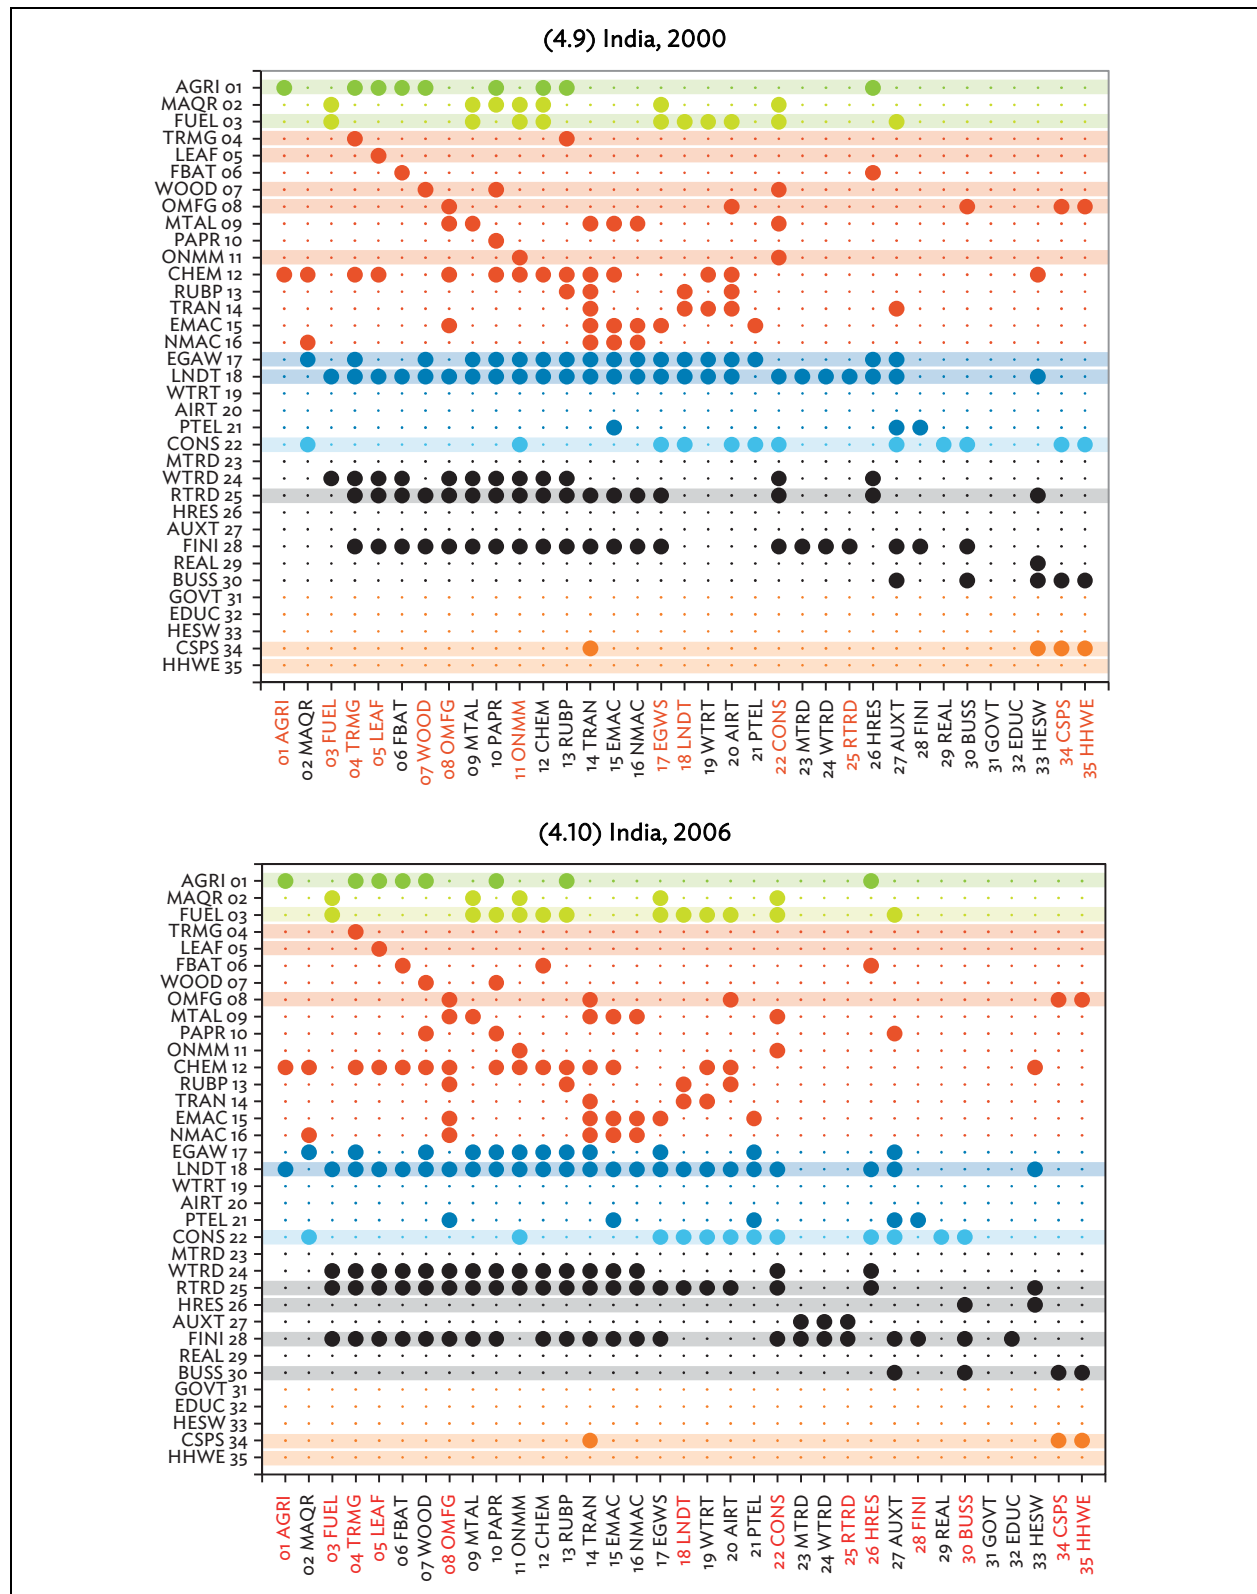 (4.9) India, 2000
AGRI 01
MAQR 02
FUEL 03
TRMG 04
LEAF 05
FBAT 06
WOOD 07
OMFG 08
MTAL 09
PAPR 10
ONMM 11
CHEM 12
RUBP 13
TRAN 14
EMAC 15
NMAC 16
EGAW 17
LNDT 18
WTRT 19
AIRT 20
PTEL 21
CONS 22
MTRD 23
WTRD 24
RTRD 25
HRES 26
AUXT 27
FINI 28
REAL 29
BUSS 30
GOVT 31
EDUC 32
HESW 33
CSPS 34
HHWE 35
01 AGRI
02 MAQR
03 FUEL
04 TRMG
05 LEAF
06 FBAT
07 WOOD
08 OMFG
09 MTAL
10 PAPR
11 ONMM
12 CHEM
13 RUBP
14 TRAN
15 EMAC
16 NMAC
17 EGWS
18 LNDT
19 WTRT
20 AIRT
21 PTEL
22 CONS
23 MTRD
24 WTRD
25 RTRD
26 HRES
27 AUXT
28 FINI
29 REAL
30 BUSS
31 GOVT
32 EDUC
33 HESW
34 CSPS
35 HHWE
(4.10) India, 2006
AGRI 01
MAQR 02
FUEL 03
TRMG 04
LEAF 05
FBAT 06
WOOD 07
OMFG 08
MTAL 09
PAPR 10
ONMM 11
CHEM 12
RUBP 13
TRAN 14
EMAC 15
NMAC 16
EGAW 17
LNDT 18
WTRT 19
AIRT 20
PTEL 21
CONS 22
MTRD 23
WTRD 24
RTRD 25
HRES 26
AUXT 27
FINI 28
REAL 29
BUSS 30
GOVT 31
EDUC 32
HESW 33
CSPS 34
HHWE 35
01 AGRI
02 MAQR
03 FUEL
04 TRMG
05 LEAF
06 FBAT
07 WOOD
08 OMFG
09 MTAL
10 PAPR
11 ONMM
12 CHEM
13 RUBP
14 TRAN
15 EMAC
16 NMAC
17 EGWS
18 LNDT
19 WTRT
20 AIRT
21 PTEL
22 CONS
23 MTRD
24 WTRD
25 RTRD
26 HRES
27 AUXT
28 FINI
29 REAL
30 BUSS
31 GOVT
32 EDUC
33 HESW
34 CSPS
35 HHWE